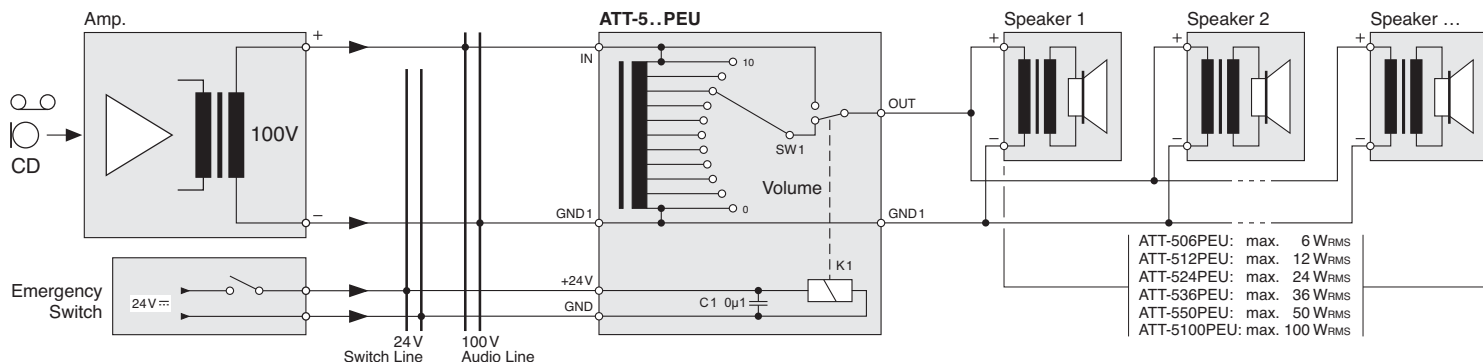 Amp.
ATT-5..PEU
Speaker 1
Speaker 2
Speaker ...
+
+
+
+
IN
10
OUT
100V
CD
SW1
Volume
−
−
−
−
GND1
0
GND1
Emergency
Switch
24V
+24V
K1
GND
C1 0µ1
24V
Switch Line
100V
Audio Line
ATT-506PEU: max. 6 WRMS
ATT-512PEU: max. 12 WRMS
ATT-524PEU: max. 24 WRMS
ATT-536PEU: max. 36 WRMS
ATT-550PEU: max. 50 WRMS
ATT-5100PEU: max. 100 WRMS